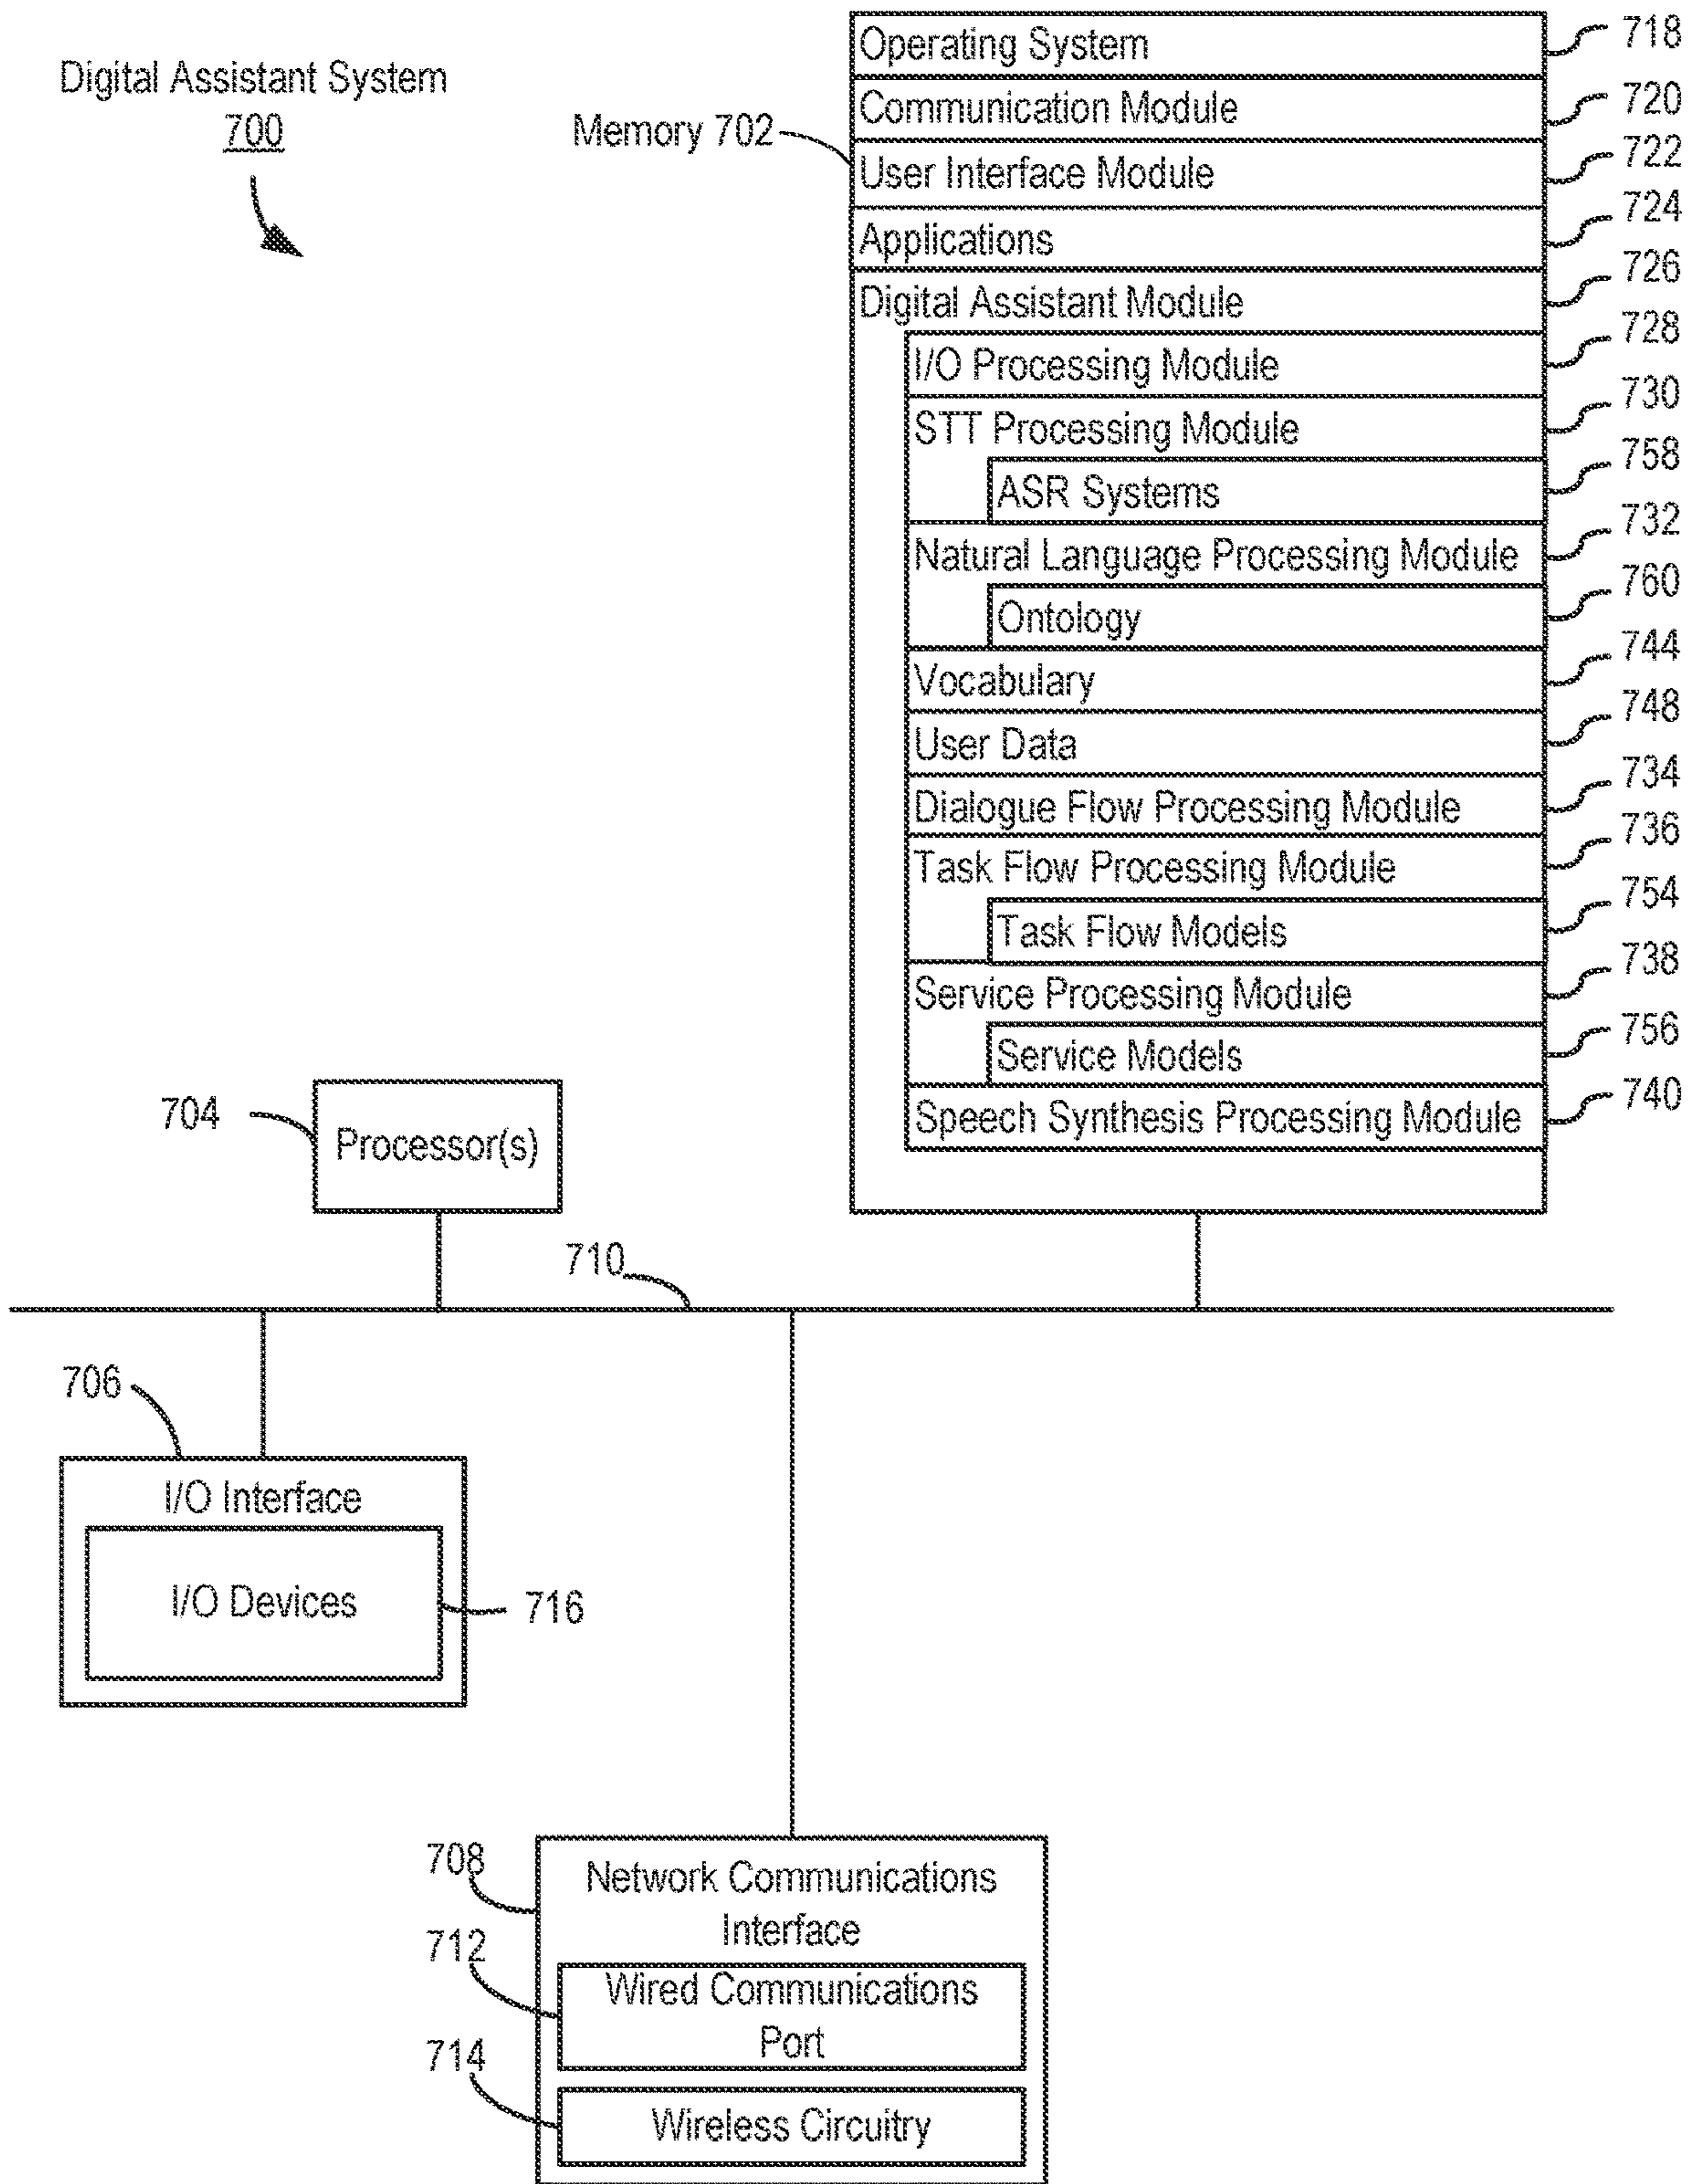 Digital Assistant System
700
Memory 702
Operating System 718
Communication Module 720
User Interface Module 722
Applications 724
Digital Assistant Module 726
I/O Processing Module 728
STT Processing Module 730
ASR Systems 758
Natural Language Processing Module 732
Ontology 760
Vocabulary 744
User Data 748
Dialogue Flow Processing Module 734
Task Flow Processing Module 736
Task Flow Models 754
Service Processing Module 738
Service Models 756
Speech Synthesis Processing Module 740
704
Processor(s)
710
706
I/O Interface
I/O Devices
716
708
Network Communications
Interface
712
Wired Communications
Port
714
Wireless Circuitry